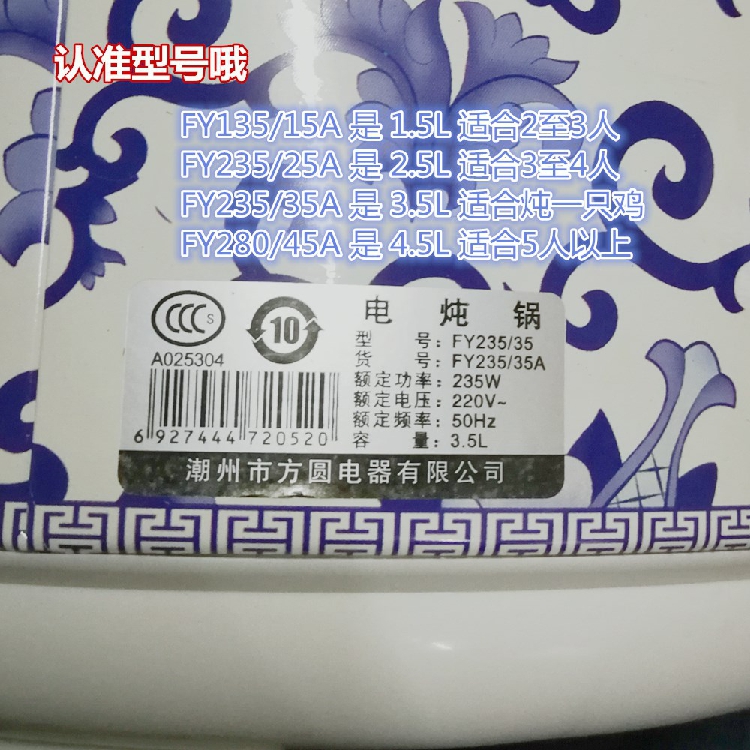 认准型号哦
FY135/15A 是 1.5L 适合2至3人
FY235/25A 是 2.5L 适合3至4人
FY235/35A 是 3.5L 适合炖一只鸡
FY280/45A 是 4.5L 适合5人以上
CCC S
A025304
10
电 炖 锅
型 号: FY235/35
货 号: FY235/35A
额定功率: 235W
额定电压: 220V~
额定频率: 50Hz
容 量: 3.5L
6 927444 720520
潮州市方圆电器有限公司